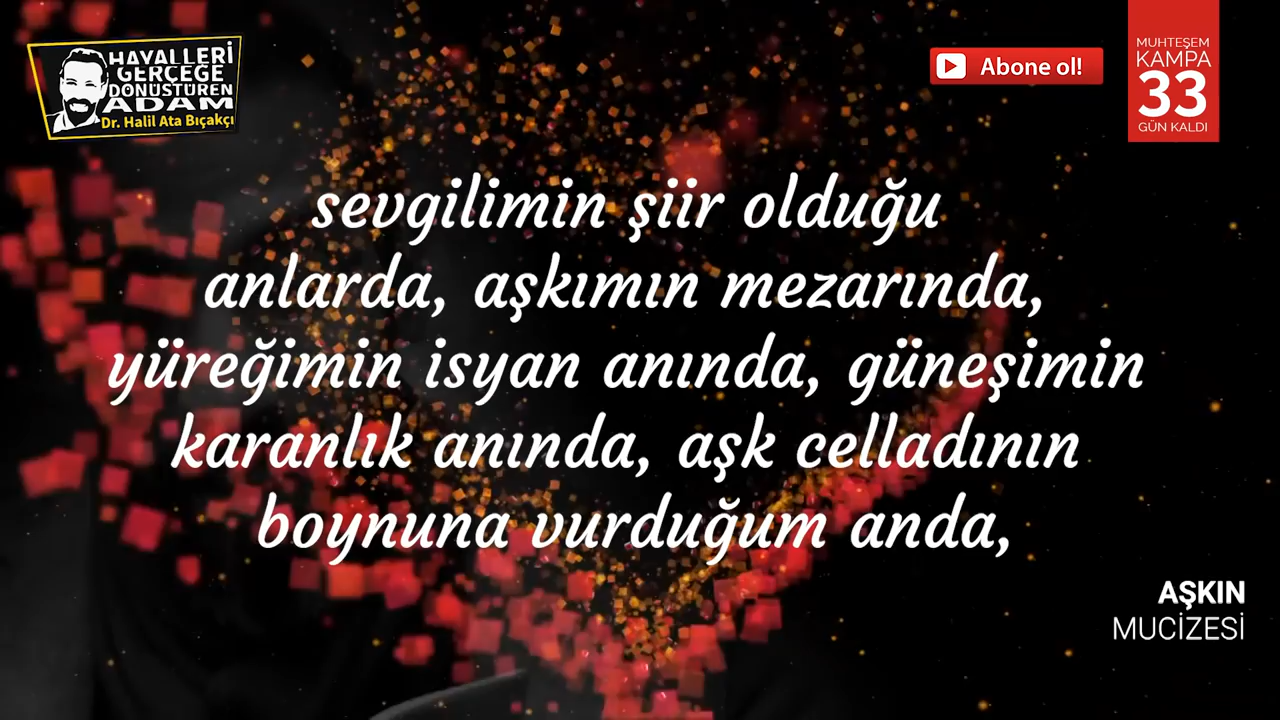 HAYALLERİ
GERÇEĞE
DÖNÜŞTÜREN
ADAM
Dr. Halil Ata Bıçakçı
Abone ol!
MUHTEŞEM
KAMPA
33
GÜN KALDI
sevgilimin şiir olduğu
anlarda, aşkımın mezarında,
yüreğimin isyan anında, güneşimin
karanlık anında, aşk celladının
boynuna vurduğum anda,
AŞKIN
MUCİZESİ